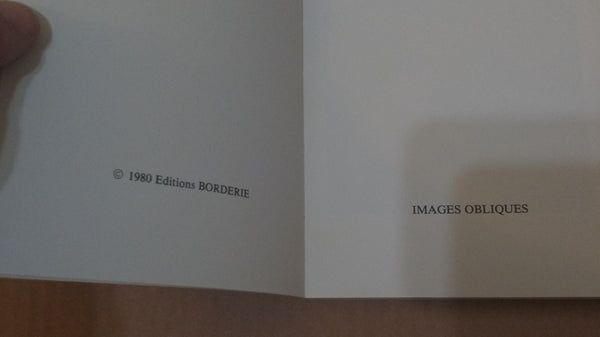 © 1980 Editions BORDERIE
IMAGES OBLIQUES